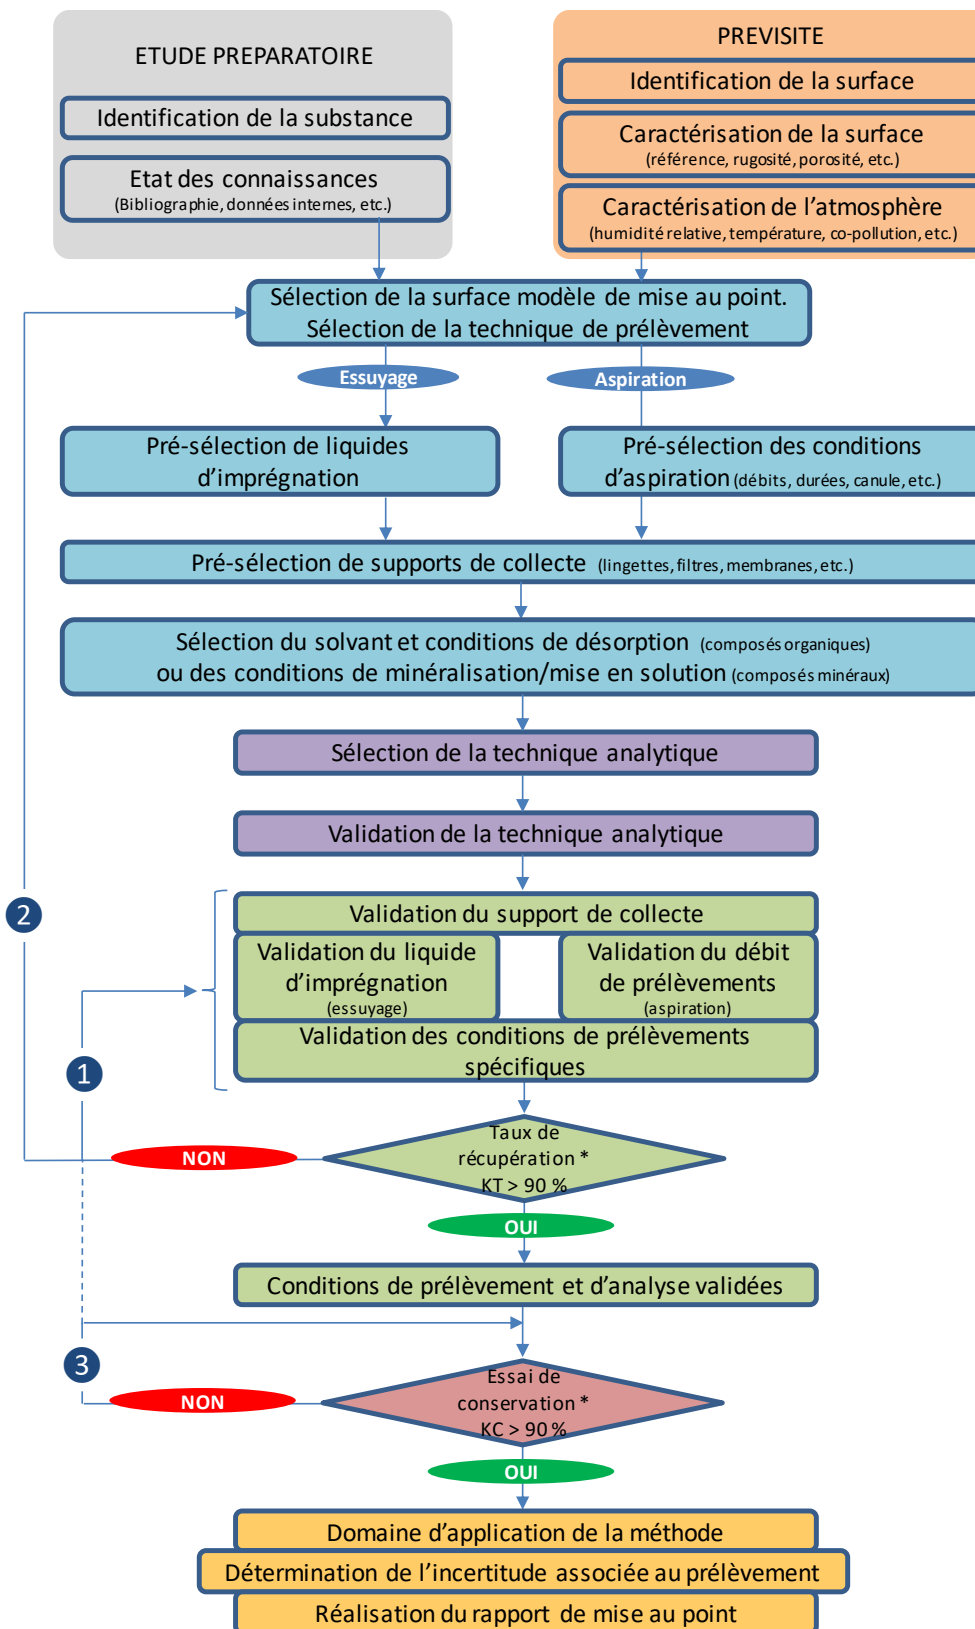 ETUDE PREPARATOIRE
Identification de la substance
Etat des connaissances
(Bibliographie, données internes, etc.)
PREVISITE
Identification de la surface
Caractérisation de la surface
(référence, rugosité, porosité, etc.)
Caractérisation de l’atmosphère
(humidité relative, température, co-pollution, etc.)
Sélection de la surface modèle de mise au point.
Sélection de la technique de prélèvement
Essuyage
Aspiration
Pré-sélection de liquides
d’imprégnation
Pré-sélection des conditions
d’aspiration (débits, durées, canule, etc.)
Pré-sélection de supports de collecte (lingettes, filtres, membranes, etc.)
Sélection du solvant et conditions de désorption (composés organiques)
ou des conditions de minéralisation/mise en solution (composés minéraux)
Sélection de la technique analytique
Validation de la technique analytique
2
Validation du support de collecte
Validation du liquide
d’imprégnation
(essuyage)
Validation du débit
de prélèvements
(aspiration)
Validation des conditions de prélèvements
spécifiques
1
Taux de
récupération *
KT > 90 %
NON
OUI
Conditions de prélèvement et d’analyse validées
3
Essai de
conservation *
KC > 90 %
NON
OUI
Domaine d’application de la méthode
Détermination de l’incertitude associée au prélèvement
Réalisation du rapport de mise au point